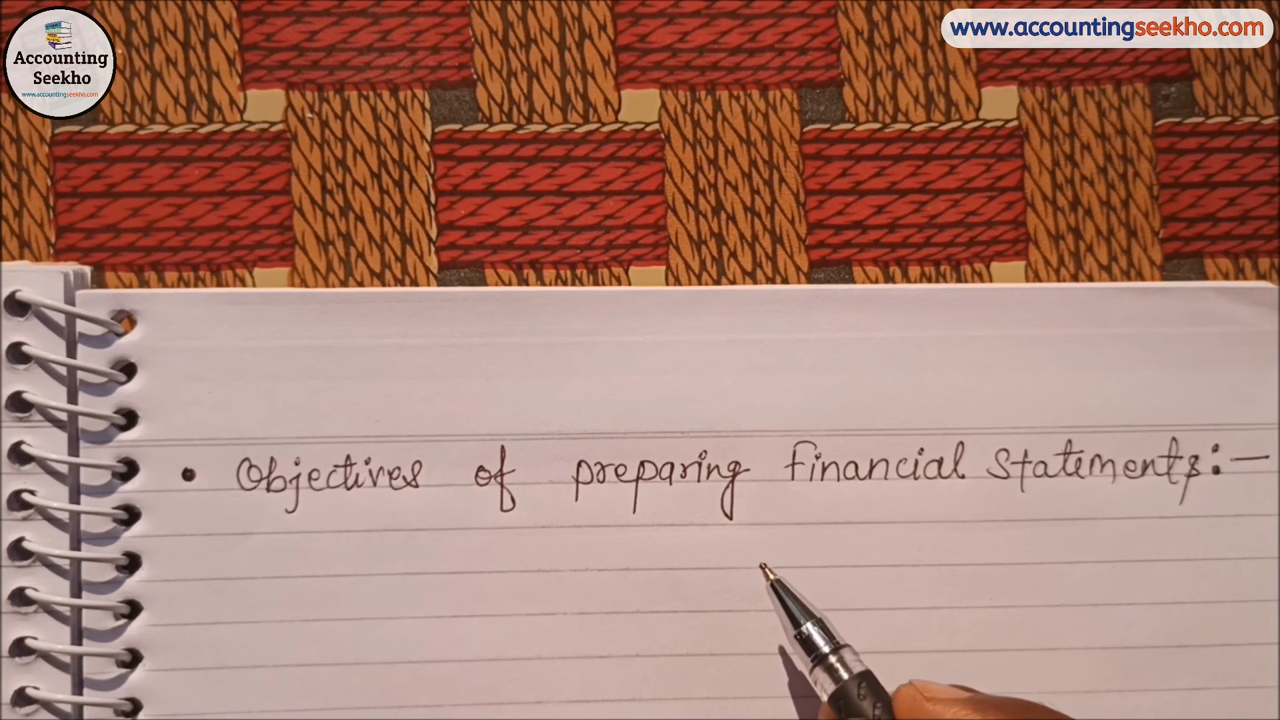 Accounting
Seekho
www.accountingseekho.com
www.accountingseekho.com
• Objectives of preparing financial statements:-